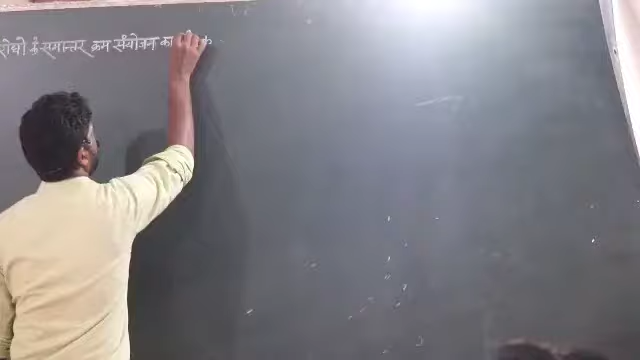 रोधो के समान्तर क्रम संयोजन का